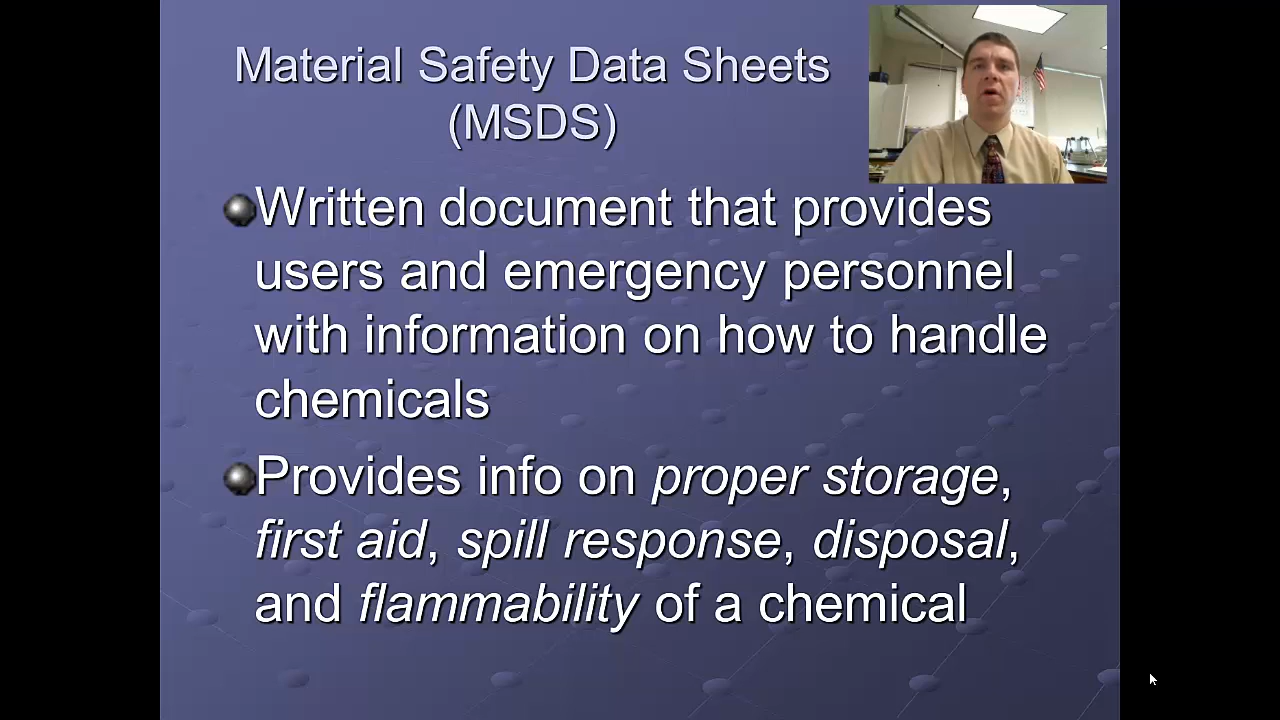 Material Safety Data Sheets
(MSDS)
Written document that provides
users and emergency personnel
with information on how to handle
chemicals
Provides info on proper storage,
first aid, spill response, disposal,
and flammability of a chemical